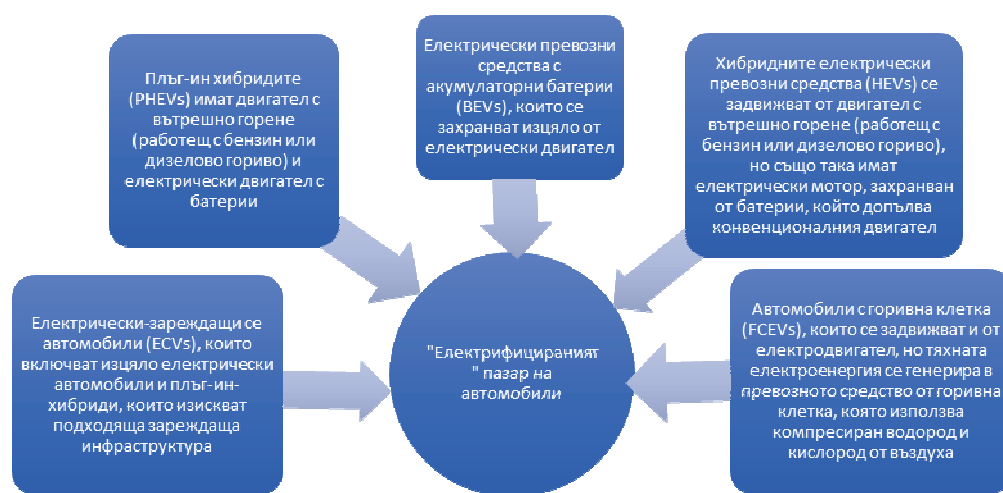 Плъг-ин хибридите
(PHEVs) имат двигател с
вътрешно горене
(работещ с бензин или
дизелово гориво) и
електрически двигател с
батерии
Електрически превозни
средства с
акумулаторни батерии
(BEVs), които се
захранват изцяло от
електрически двигател
Хибридните електрически
превозни средства (HEVs) се
задвижват от двигател с
вътрешно горене (работещ с
бензин или дизелово гориво),
но също така имат
електрически мотор, захранван
от батерии, който допълва
конвенционалния двигател
Електрически-зареждащи се
автомобили (ECVs), които
включват изцяло електрически
автомобили и плъг-ин-
хибриди, които изискват
подходяща зареждаща
инфраструктура
"Електрифицираният
" пазар на
автомобили
Автомобили с горивна клетка
(FCEVs), които се задвижват и от
електродвигател, но тяхната
електроенергия се генерира в
превозното средство от горивна
клетка, която използва
компресиран водород и
кислород от въздуха